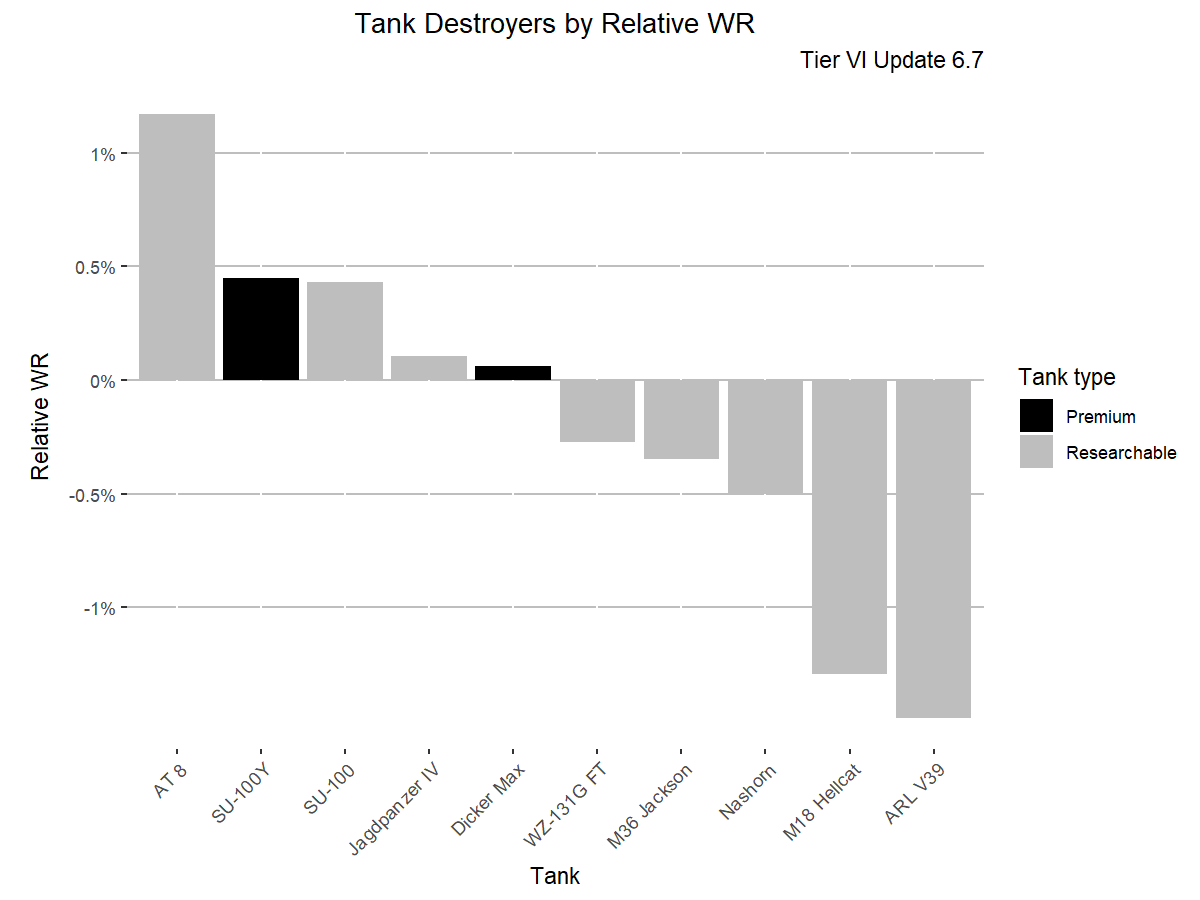 Tank Destroyers by Relative WR
Tier VI Update 6.7
Relative WR
1%
0.5%
0%
-0.5%
-1%
AT 8
SU-100Y
SU-100
Jagdpanzer IV
Dicker Max
WZ-131G FT
M36 Jackson
Nashorn
M18 Hellcat
ARL V39
Tank
Tank type
Premium
Researchable